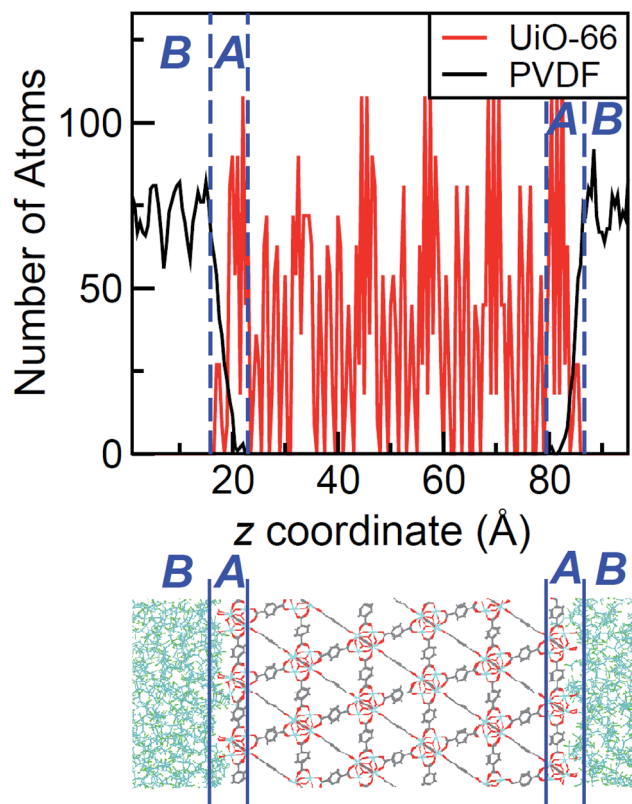 B A
UiO-66
PVDF
A B
Number of Atoms
100
50
0
20 40 60 80
z coordinate (Å)
B A A B